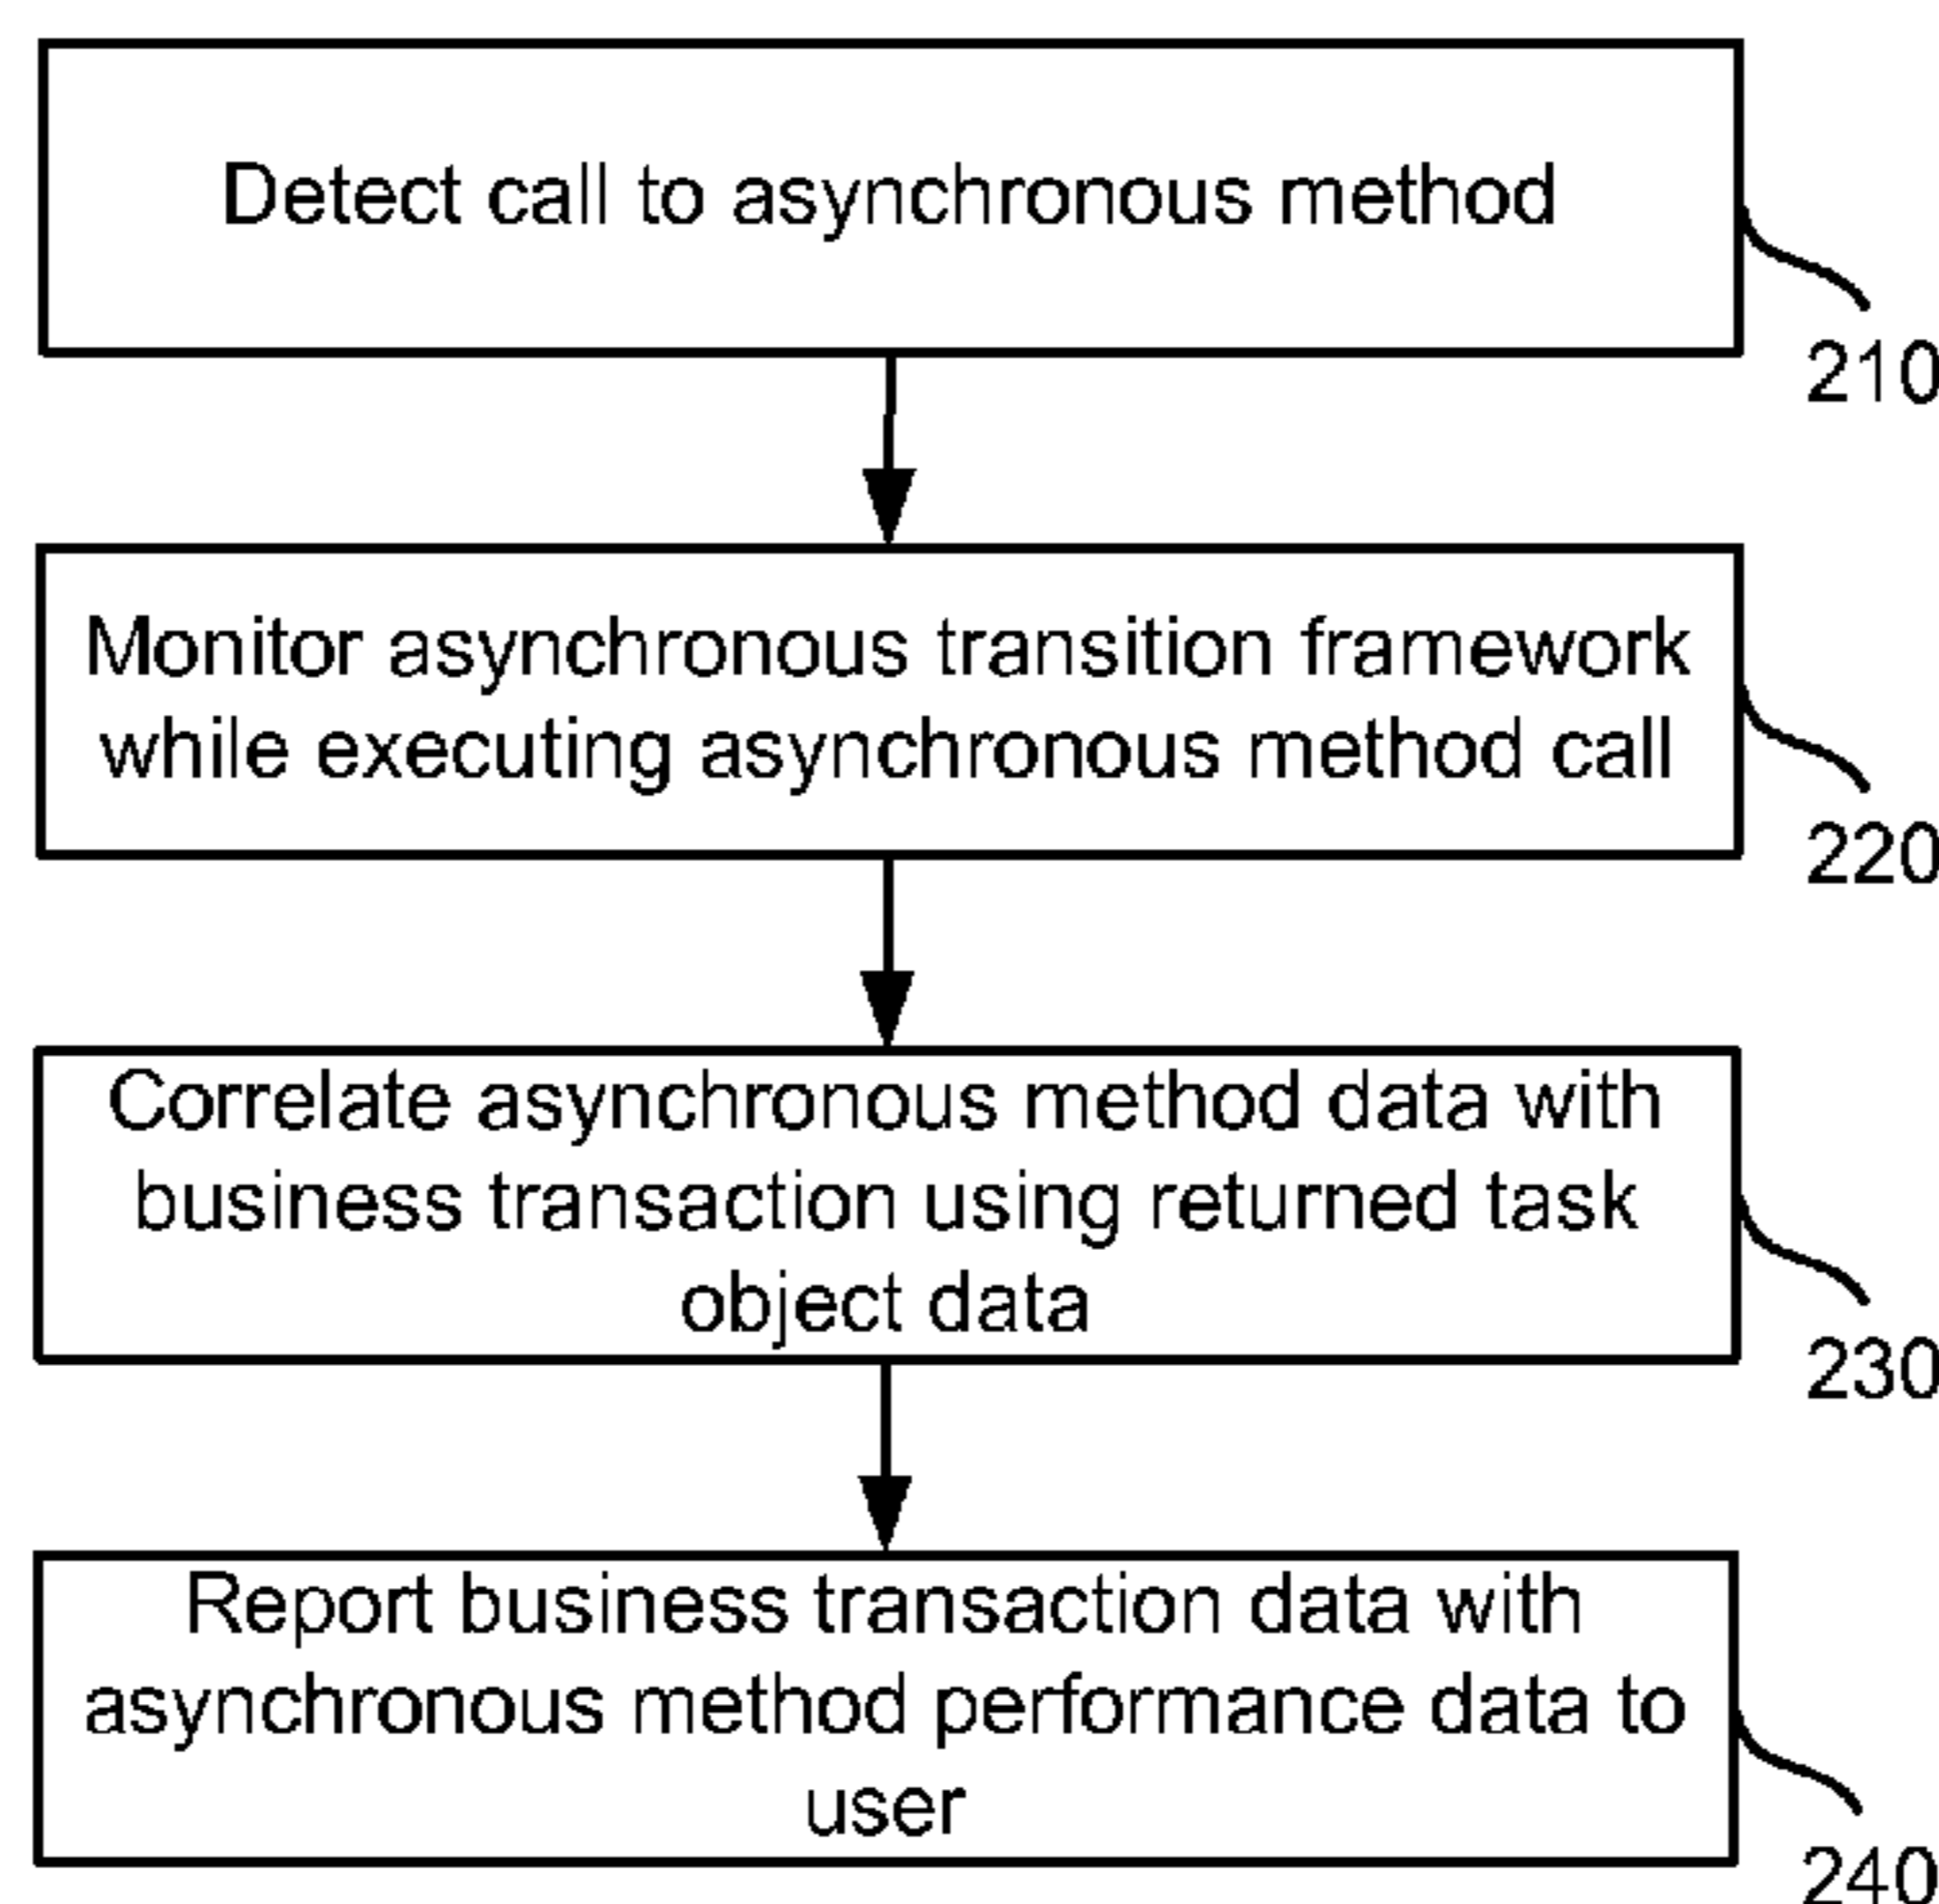 Detect call to asynchronous method
210
Monitor asynchronous transition framework
while executing asynchronous method call
220
Correlate asynchronous method data with
business transaction using returned task
object data
230
Report business transaction data with
asynchronous method performance data to
user
240